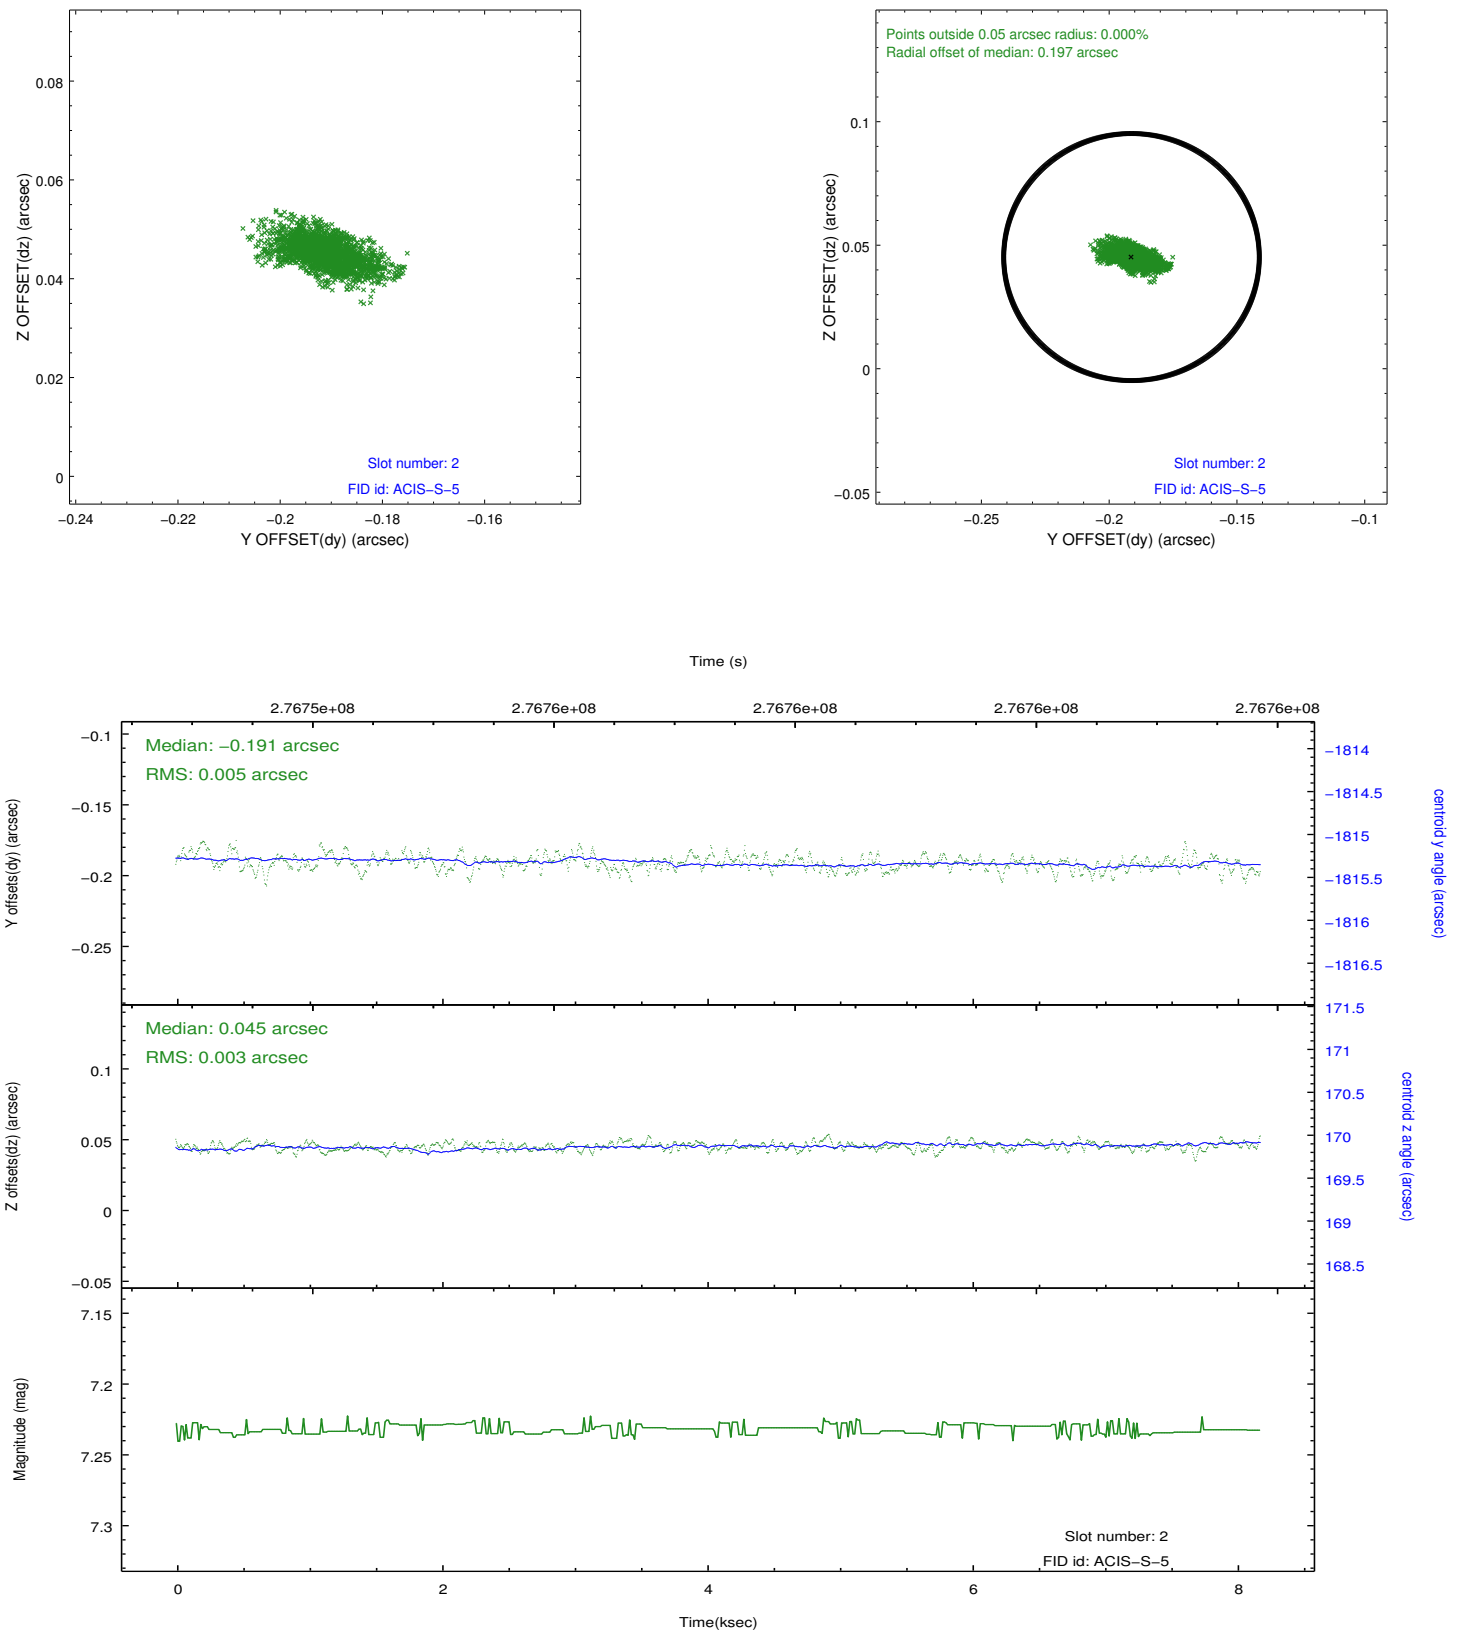 0.08
0.06
0.04
0.02
0
Z OFFSET(dz) (arcsec)
Slot number: 2
FID id: ACIS−S−5
−0.24 −0.22 −0.2 −0.18 −0.16
Y OFFSET(dy) (arcsec)
Points outside 0.05 arcsec radius: 0.000%
Radial offset of median: 0.197 arcsec
0.1
0.05
0
−0.05
Z OFFSET(dz) (arcsec)
Slot number: 2
FID id: ACIS−S−5
−0.25 −0.2 −0.15 −0.1
Y OFFSET(dy) (arcsec)
Time (s)
2.7675e+08 2.7676e+08 2.7676e+08 2.7676e+08 2.7676e+08
Median: −0.191 arcsec
RMS: 0.005 arcsec
−0.1
−0.15
−0.2
−0.25
Y offsets(dy) (arcsec)
−1814
−1814.5
−1815
−1815.5
−1816
−1816.5
centroid y angle (arcsec)
Median: 0.045 arcsec
RMS: 0.003 arcsec
0.1
0.05
0
−0.05
Z offsets(dz) (arcsec)
171.5
171
170.5
170
169.5
169
168.5
centroid z angle (arcsec)
7.15
7.2
7.25
7.3
Magnitude (mag)
Slot number: 2
FID id: ACIS−S−5
0 2 4 6 8
Time(ksec)